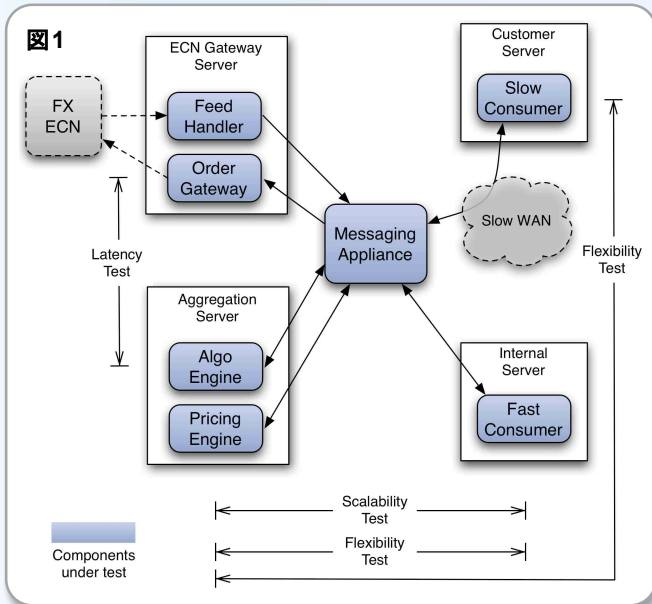 図1
ECN Gateway
Server
FX
ECN
Feed
Handler
Order
Gateway
Customer
Server
Slow
Consumer
Messaging
Appliance
Slow WAN
Latency
Test
Flexibility
Test
Aggregation
Server
Algo
Engine
Pricing
Engine
Internal
Server
Fast
Consumer
Scalability
Test
Flexibility
Test
Components
under test